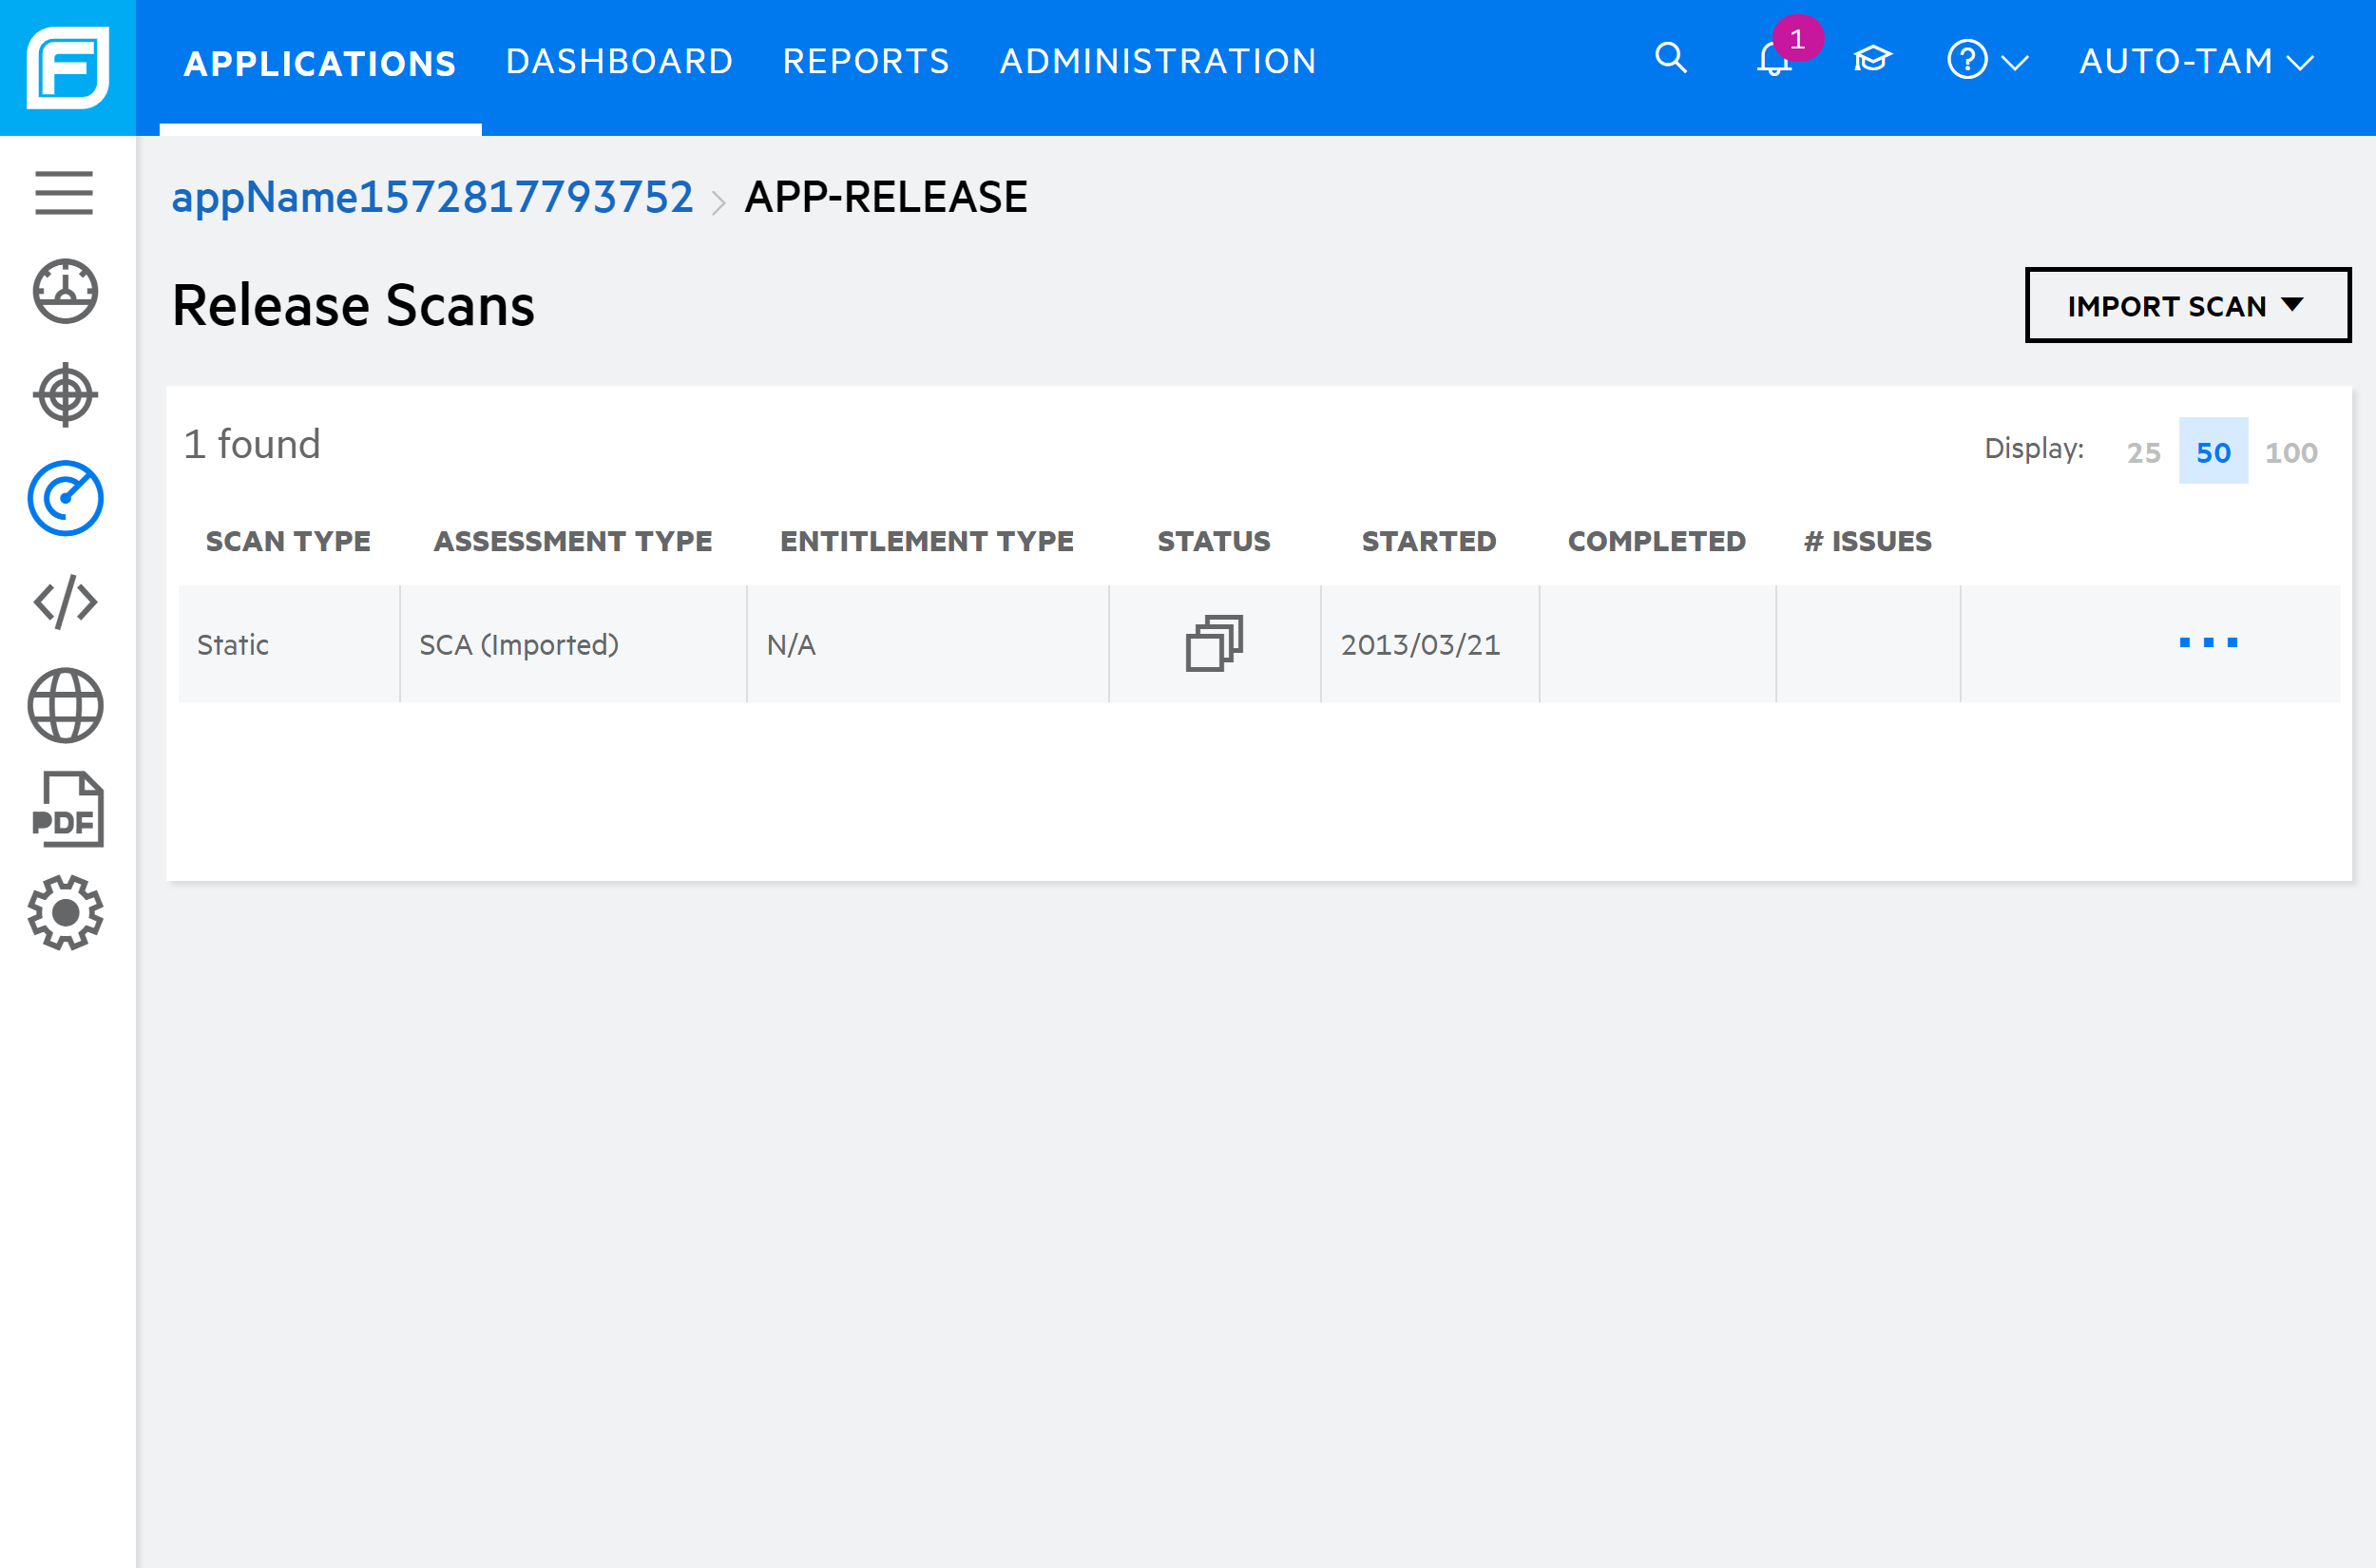 APPLICATIONS DASHBOARD REPORTS ADMINISTRATION 1 ? AUTO-TAM
appName1572817793752 APP-RELEASE
Release Scans IMPORT SCAN
1 found Display: 25 50 100
SCAN TYPE ASSESSMENT TYPE ENTITLEMENT TYPE STATUS STARTED COMPLETED # ISSUES
Static SCA (Imported) N/A 2013/03/21
PDF